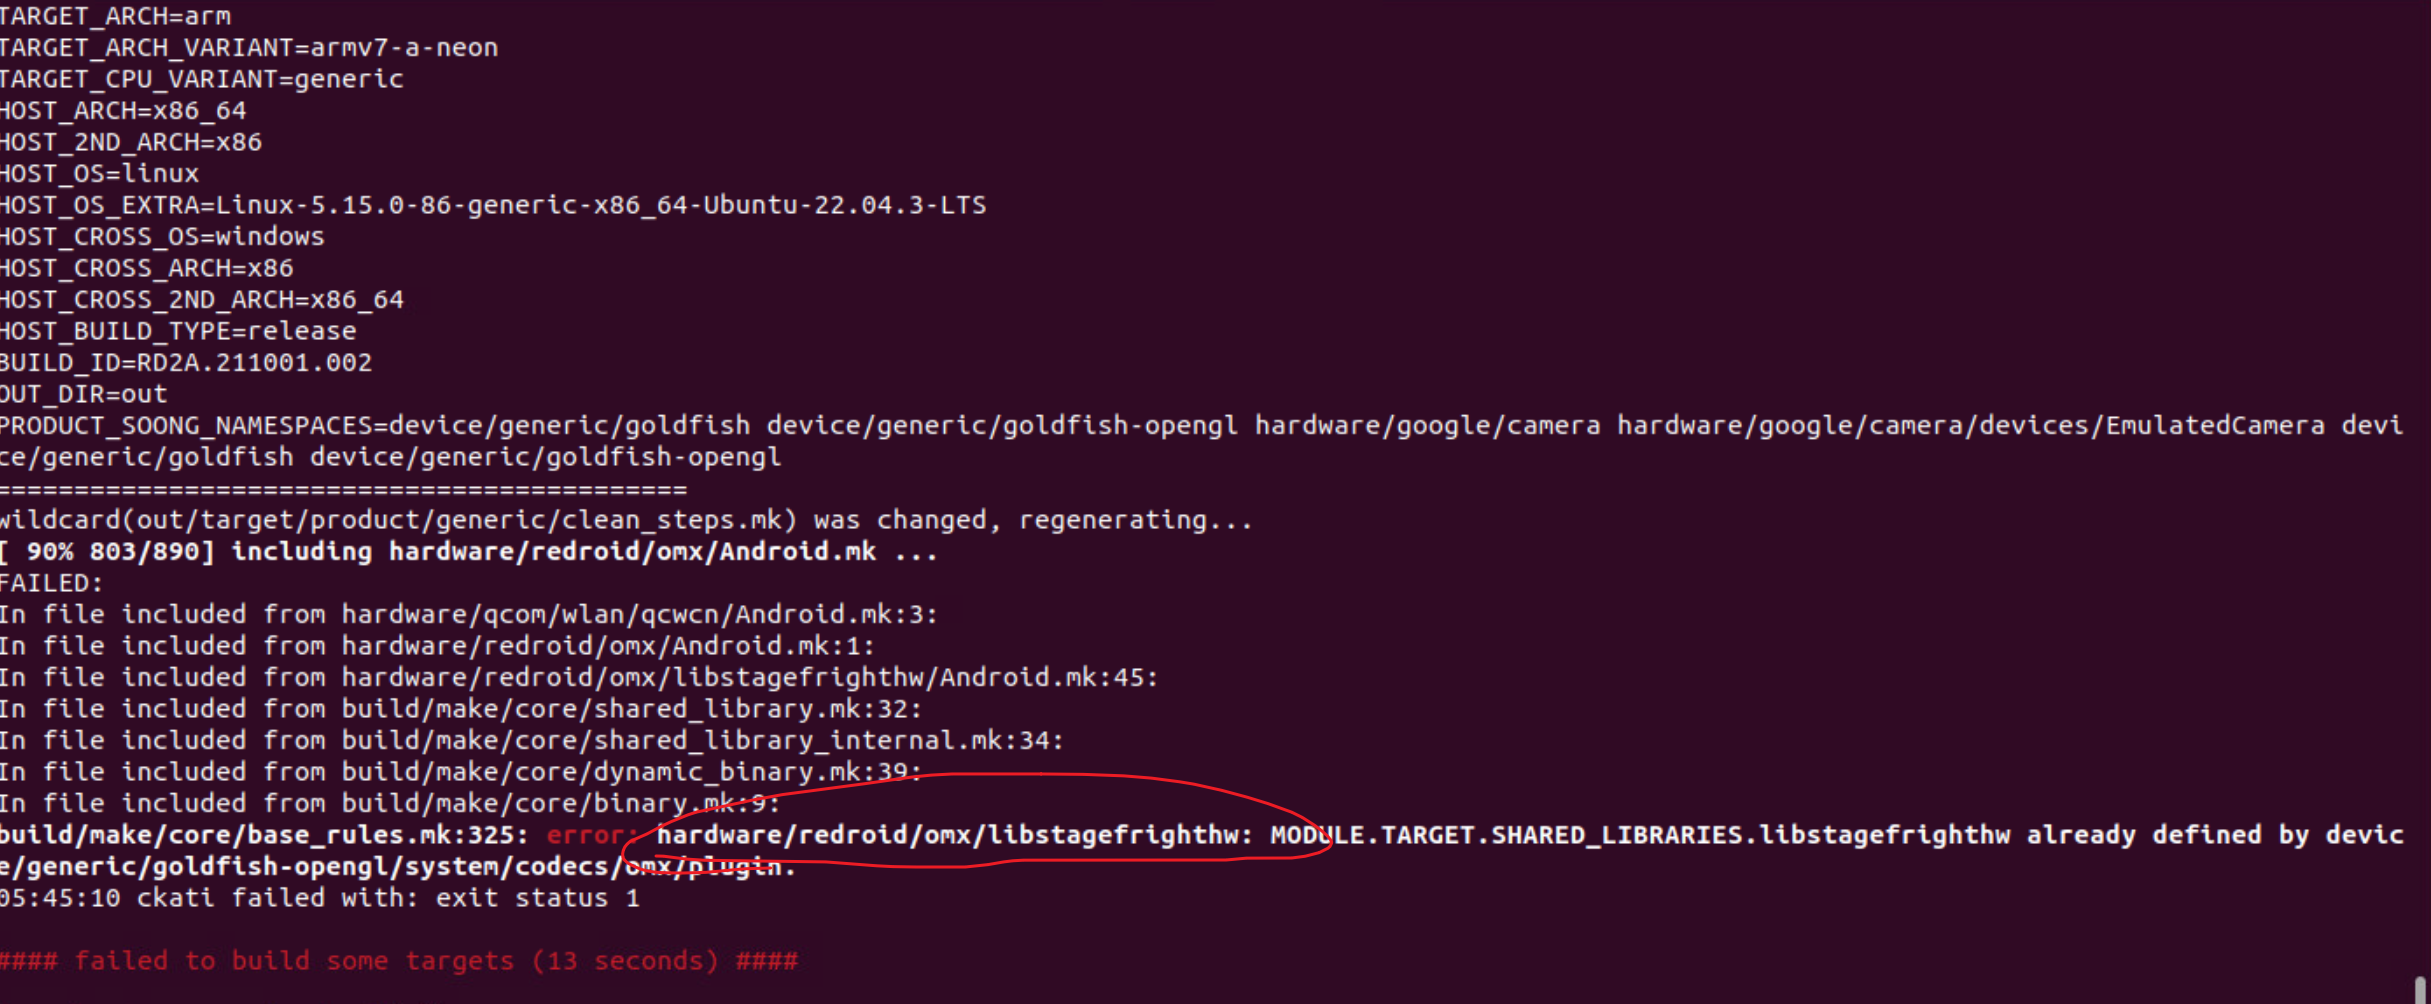 TARGET_ARCH=arm
TARGET_ARCH_VARIANT=armv7-a-neon
TARGET_CPU_VARIANT=generic
HOST_ARCH=x86_64
HOST_2ND_ARCH=x86
HOST_OS=linux
HOST_OS_EXTRA=Linux-5.15.0-86-generic-x86_64-Ubuntu-22.04.3-LTS
HOST_CROSS_OS=windows
HOST_CROSS_ARCH=x86
HOST_CROSS_2ND_ARCH=x86_64
HOST_BUILD_TYPE=release
BUILD_ID=RD2A.211001.002
OUT_DIR=out
PRODUCT_SOONG_NAMESPACES=device/generic/goldfish device/generic/goldfish-opengl hardware/google/camera hardware/google/camera/devices/EmulatedCamera devi
ce/generic/goldfish device/generic/goldfish-opengl
============================================
wildcard(out/target/product/generic/clean_steps.mk) was changed, regenerating...
[ 90% 803/890] including hardware/redroid/omx/Android.mk ...
FAILED:
In file included from hardware/qcom/wlan/qcwcn/Android.mk:3:
In file included from hardware/redroid/omx/Android.mk:1:
In file included from hardware/redroid/omx/libstagefrighthw/Android.mk:45:
In file included from build/make/core/shared_library.mk:32:
In file included from build/make/core/shared_library_internal.mk:34:
In file included from build/make/core/dynamic_binary.mk:39:
In file included from build/make/core/binary.mk:9:
build/make/core/base_rules.mk:325: error: hardware/redroid/omx/libstagefrighthw: MODULE.TARGET.SHARED_LIBRARIES.libstagefrighthw already defined by devic
e/generic/goldfish-opengl/system/codecs/omx/plugin.
05:45:10 ckati failed with: exit status 1
#### failed to build some targets (13 seconds) ####